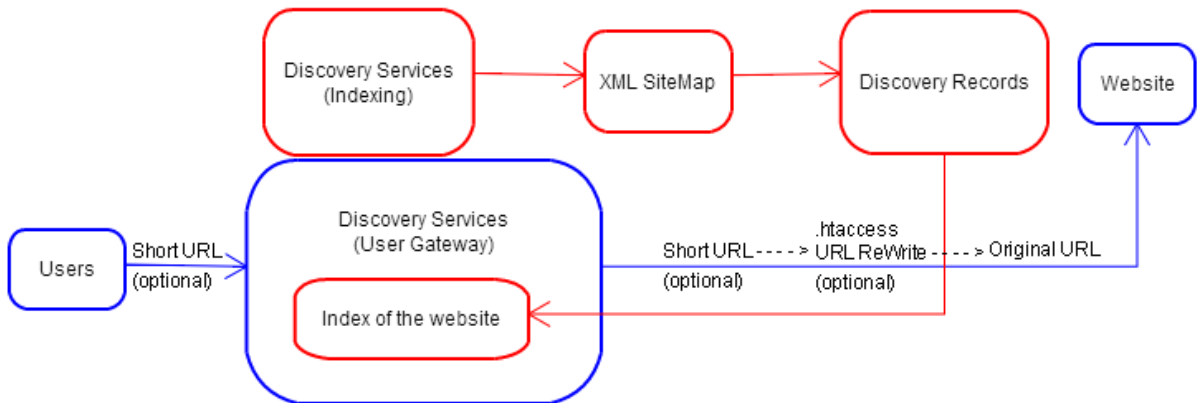 Discovery Services
(Indexing)
XML SiteMap
Discovery Records
Website
Users
Short URL
(optional)
Discovery Services
(User Gateway)
Index of the website
Short URL
(optional)
.htaccess
URL ReWrite
(optional)
Original URL